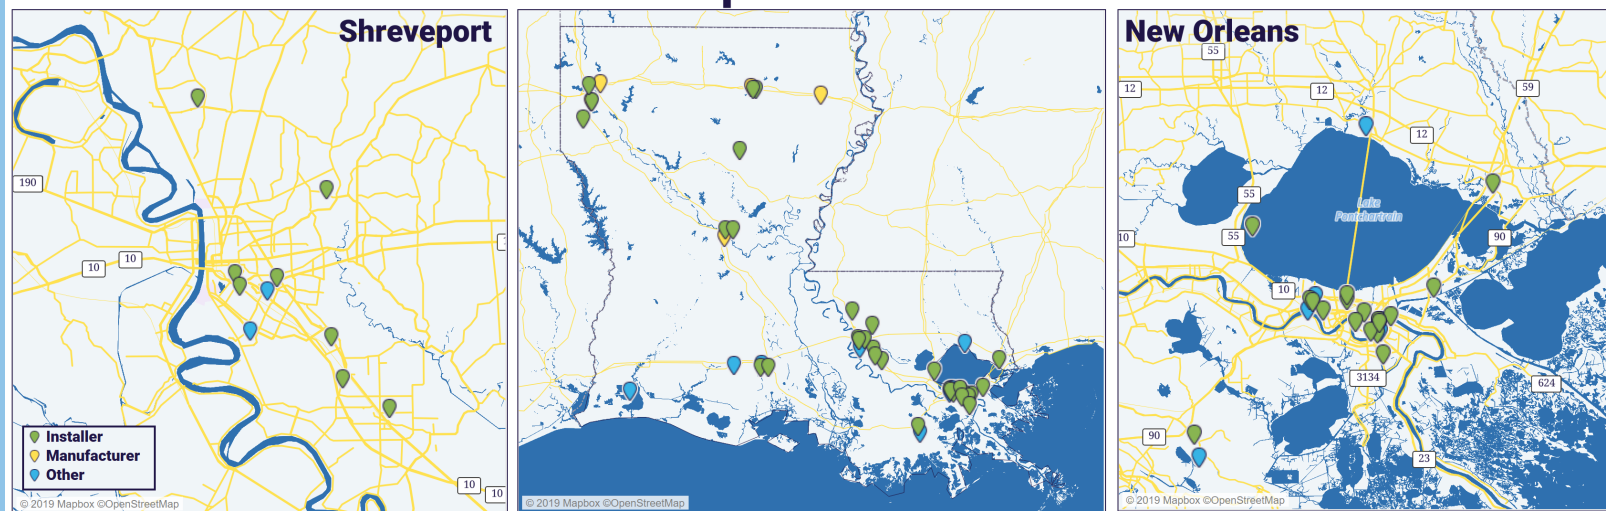 Shreveport
190
10
10
Installer
Manufacturer
Other
10
10
© 2019 Mapbox ©OpenStreetMap
© 2019 Mapbox ©OpenStreetMap
New Orleans
55
12
12
59
12
55
Lake
Pontchartrain
55
10
90
10
3134
624
90
23
© 2019 Mapbox ©OpenStreetMap